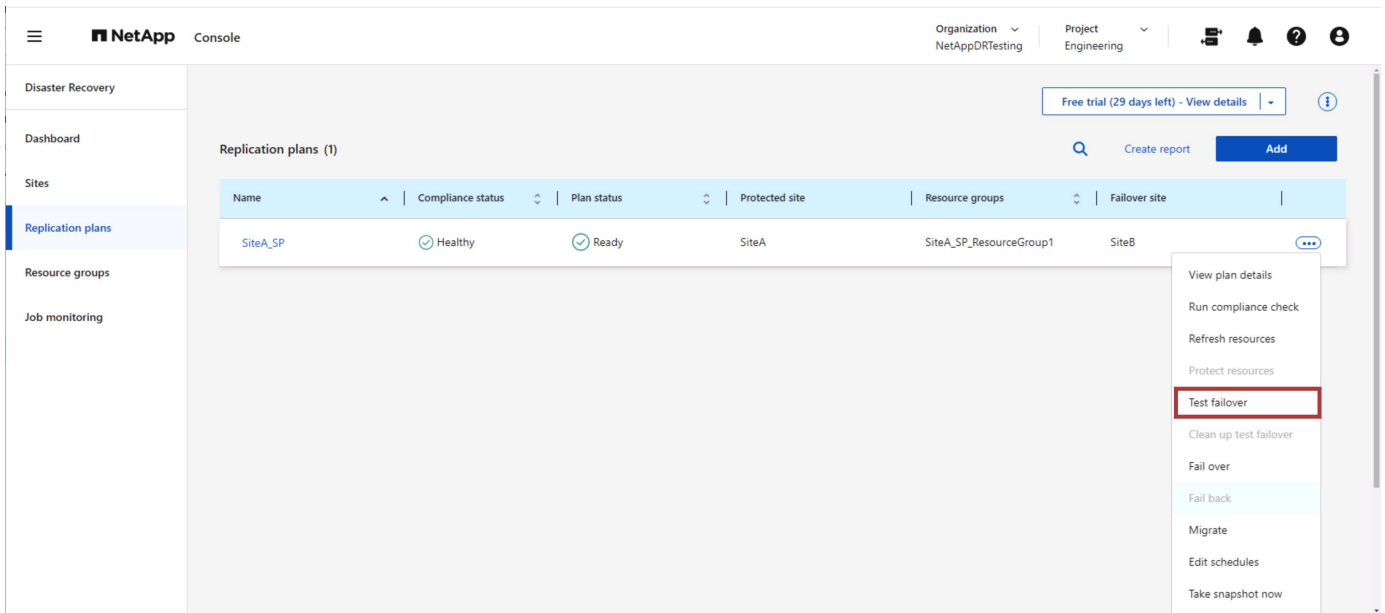 NetApp Console
Organization
NetAppDRTesting
Project
Engineering
Disaster Recovery
Dashboard
Sites
Replication plans
Resource groups
Job monitoring
Free trial (29 days left) - View details
Replication plans (1)
Create report
Add
Name Compliance status Plan status Protected site Resource groups Failover site
SiteA_SP Healthy Ready SiteA SiteA_SP_ResourceGroup1 SiteB
View plan details
Run compliance check
Refresh resources
Protect resources
Test failover
Clean up test failover
Fail over
Fail back
Migrate
Edit schedules
Take snapshot now